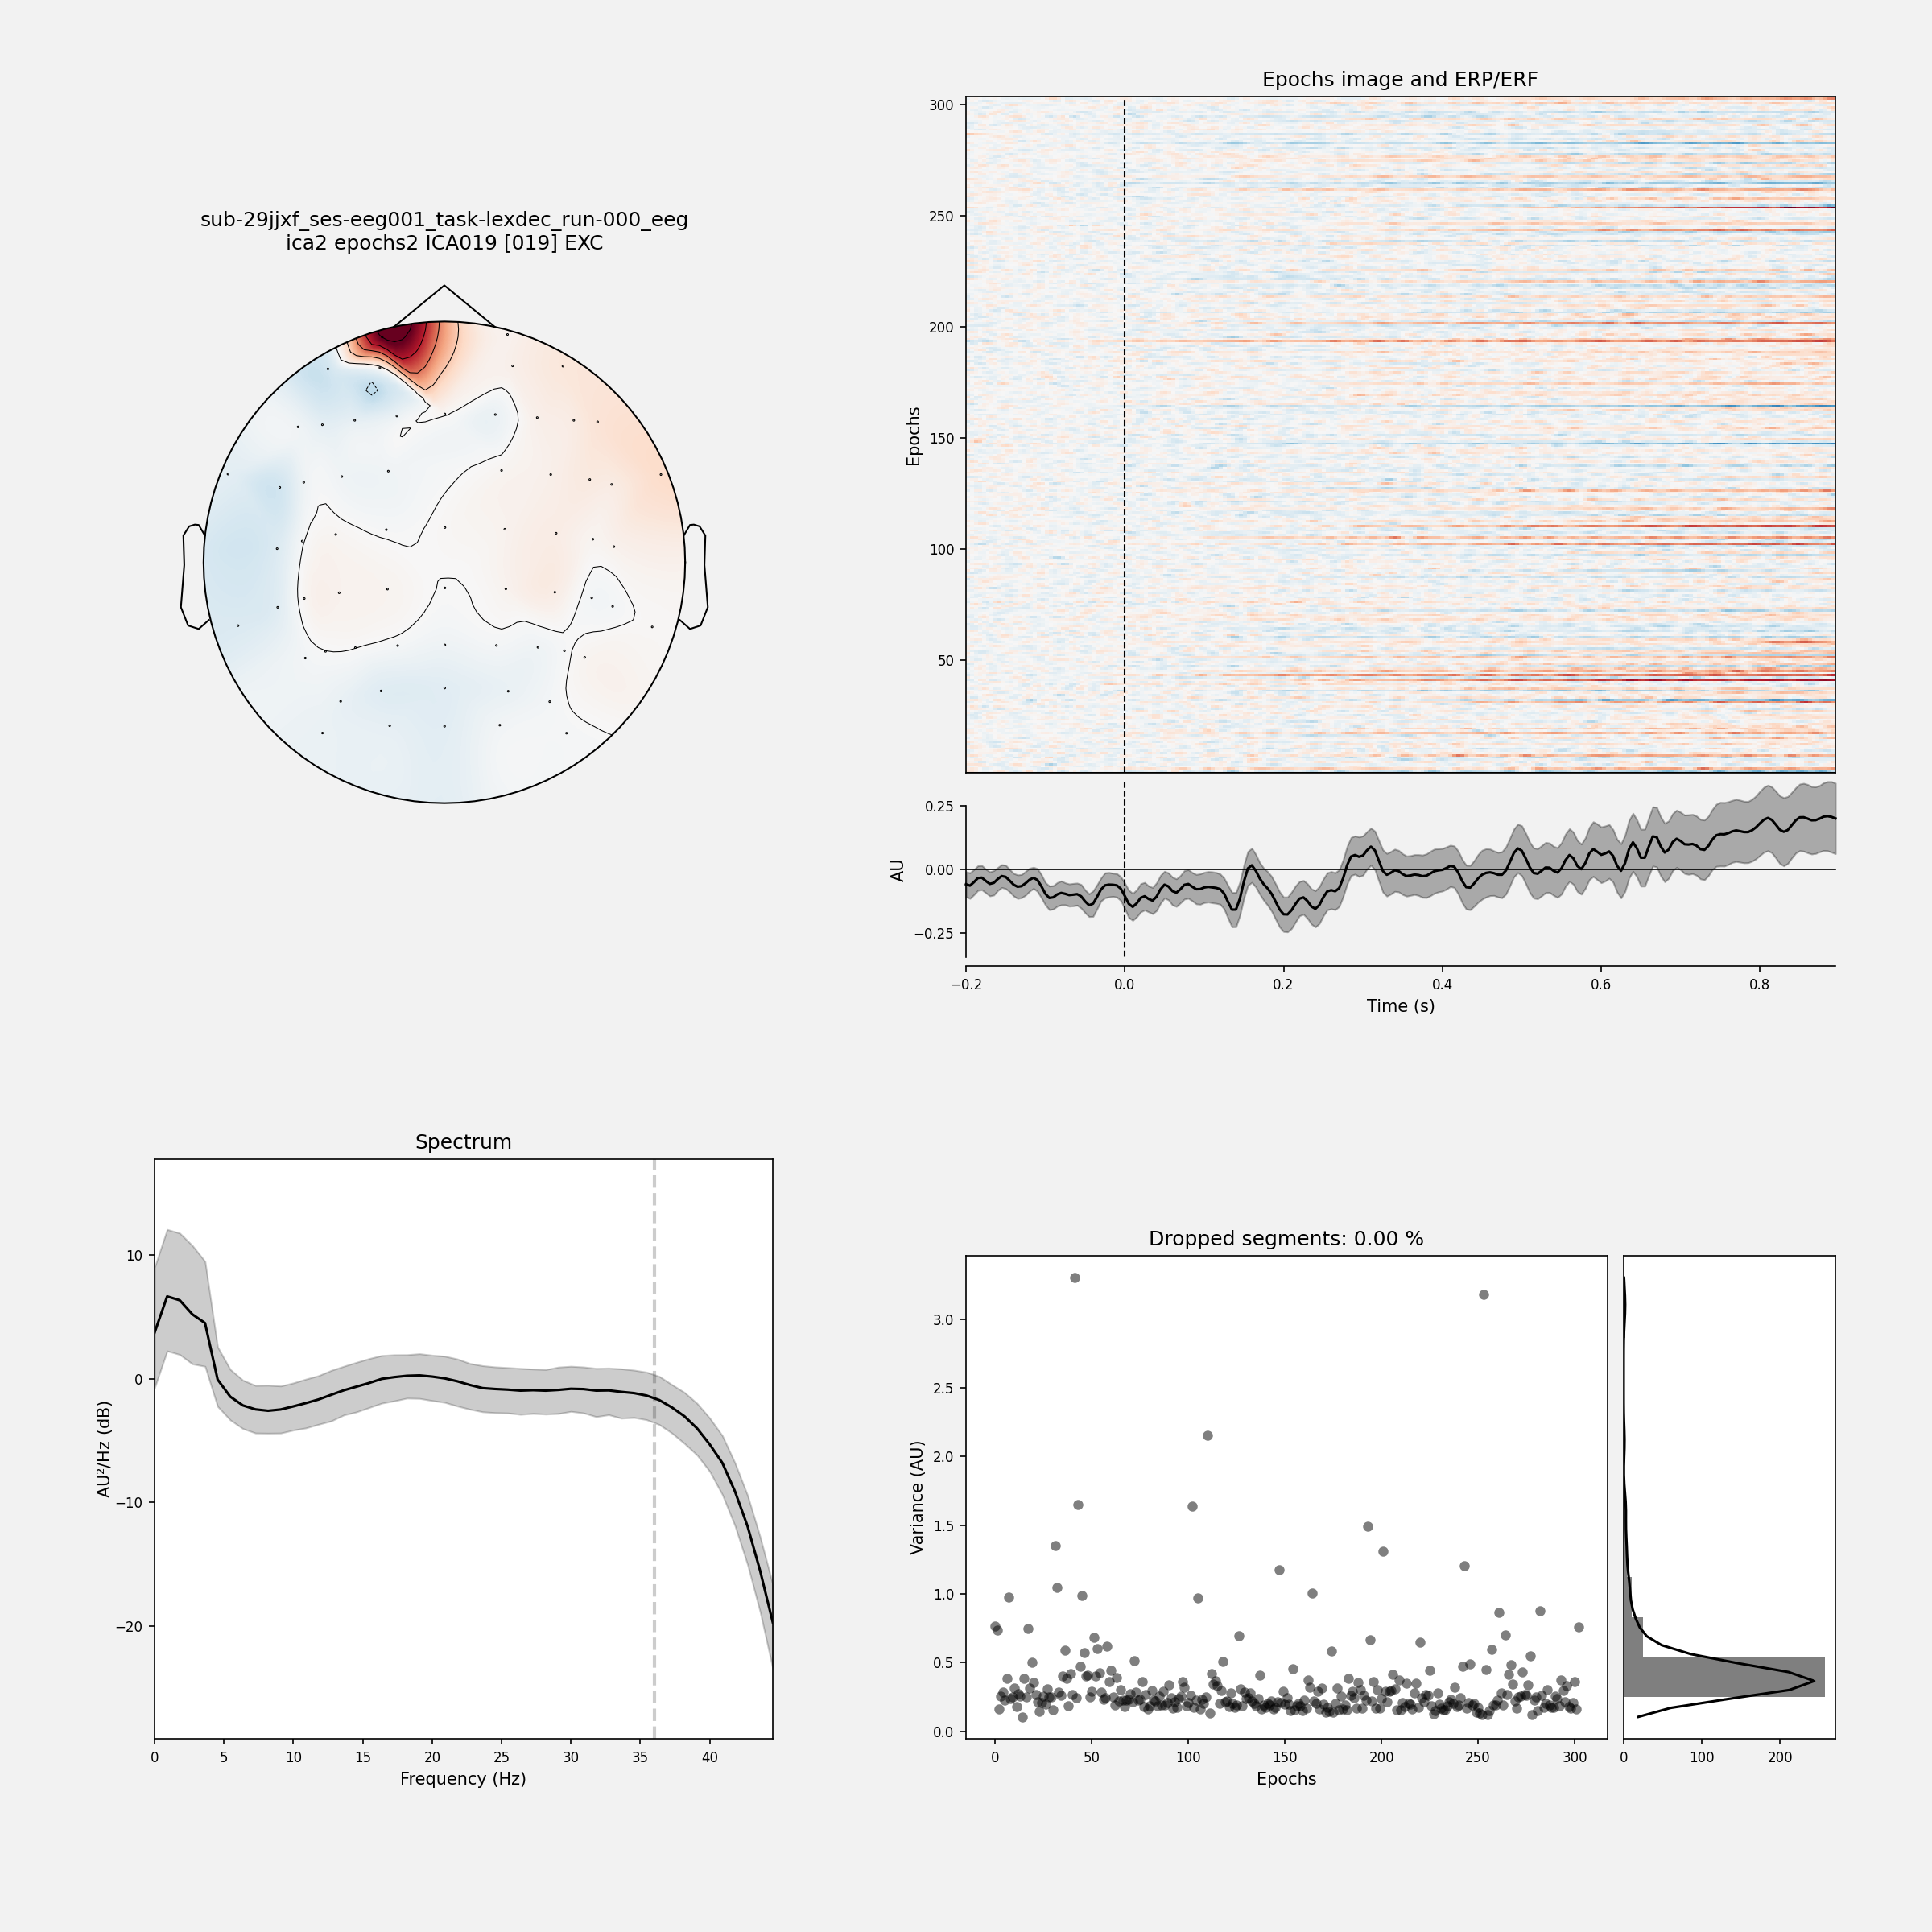 sub-29jjxf_ses-eeg001_task-lexdec_run-000_eeg
ica2 epochs2 ICA019 [019] EXC
Epochs image and ERP/ERF
300
250
200
150
100
50
Epochs
0.25
0.00
−0.25
AU
−0.2 0.0 0.2 0.4 0.6 0.8
Time (s)
Spectrum
10
0
−10
−20
AU²/Hz (dB)
0 5 10 15 20 25 30 35 40
Frequency (Hz)
Dropped segments: 0.00 %
3.0
2.5
2.0
1.5
1.0
0.5
0.0
Variance (AU)
0 50 100 150 200 250 300
Epochs
0 100 200